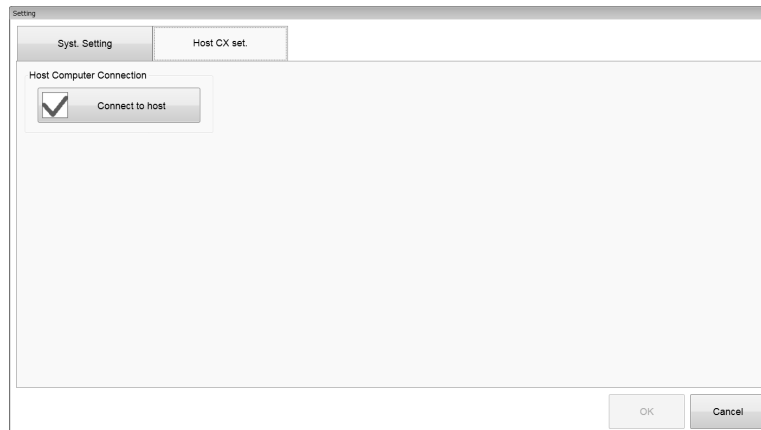 Setting
Syst. Setting
Host CX set.
Host Computer Connection
Connect to host
OK
Cancel